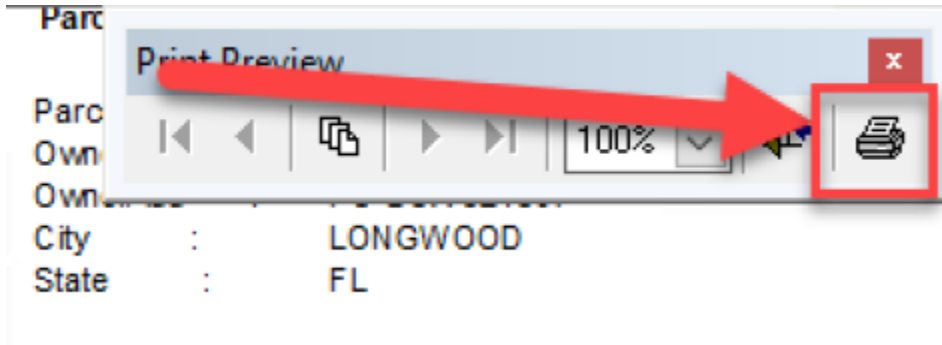 Parc
Print Preview
x
Parc
100%
Own
City : LONGWOOD
State : FL